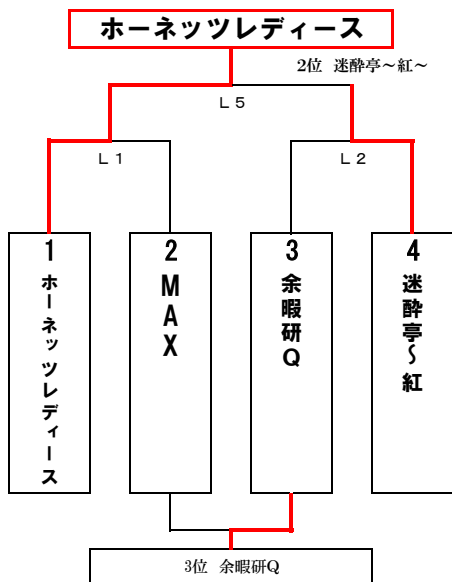 ホーネッツレディース
2位 迷酔亭～紅～
L5
L1
L2
1
ホーネッツレディース
2
MAX
3
余暇研Q
4
迷酔亭～紅
3位 余暇研Q